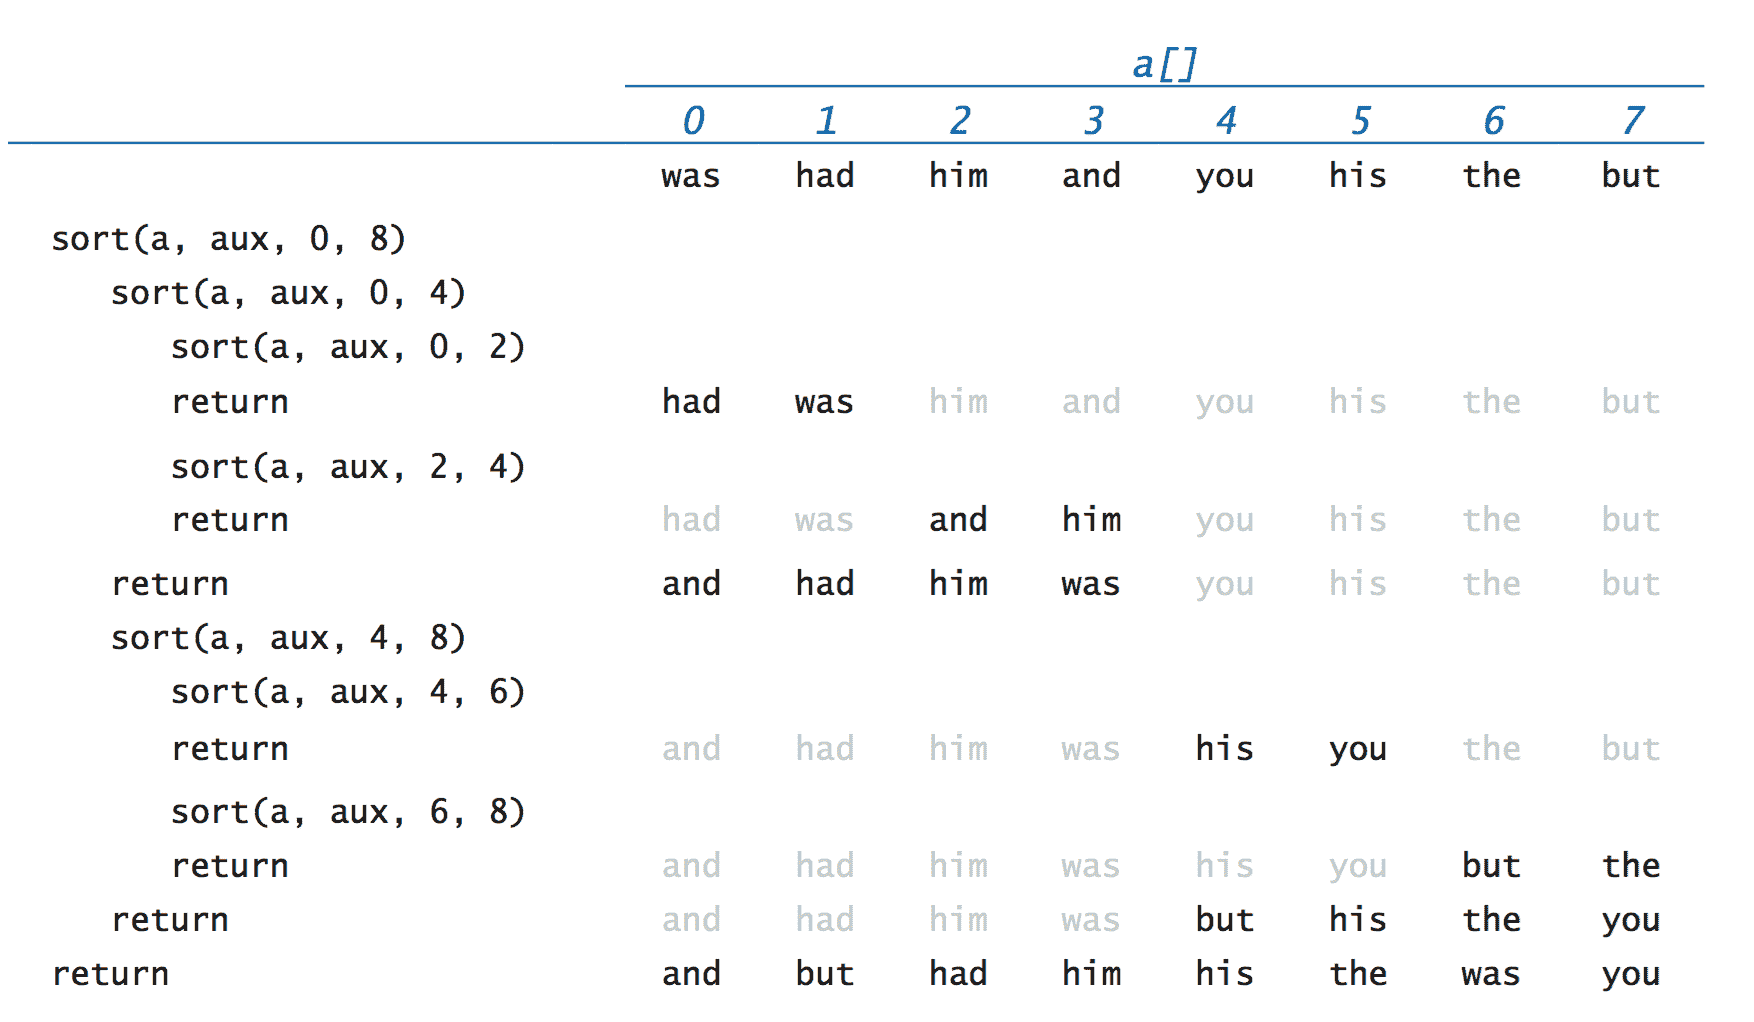 a[]
0 1 2 3 4 5 6 7
was had him and you his the but
sort(a, aux, 0, 8)
sort(a, aux, 0, 4)
sort(a, aux, 0, 2)
return had was him and you his the but
sort(a, aux, 2, 4)
return had was and him you his the but
return and had him was you his the but
sort(a, aux, 4, 8)
sort(a, aux, 4, 6)
return and had him was his you the but
sort(a, aux, 6, 8)
return and had him was his you but the
return and had him was but his the you
return and but had him his the was you